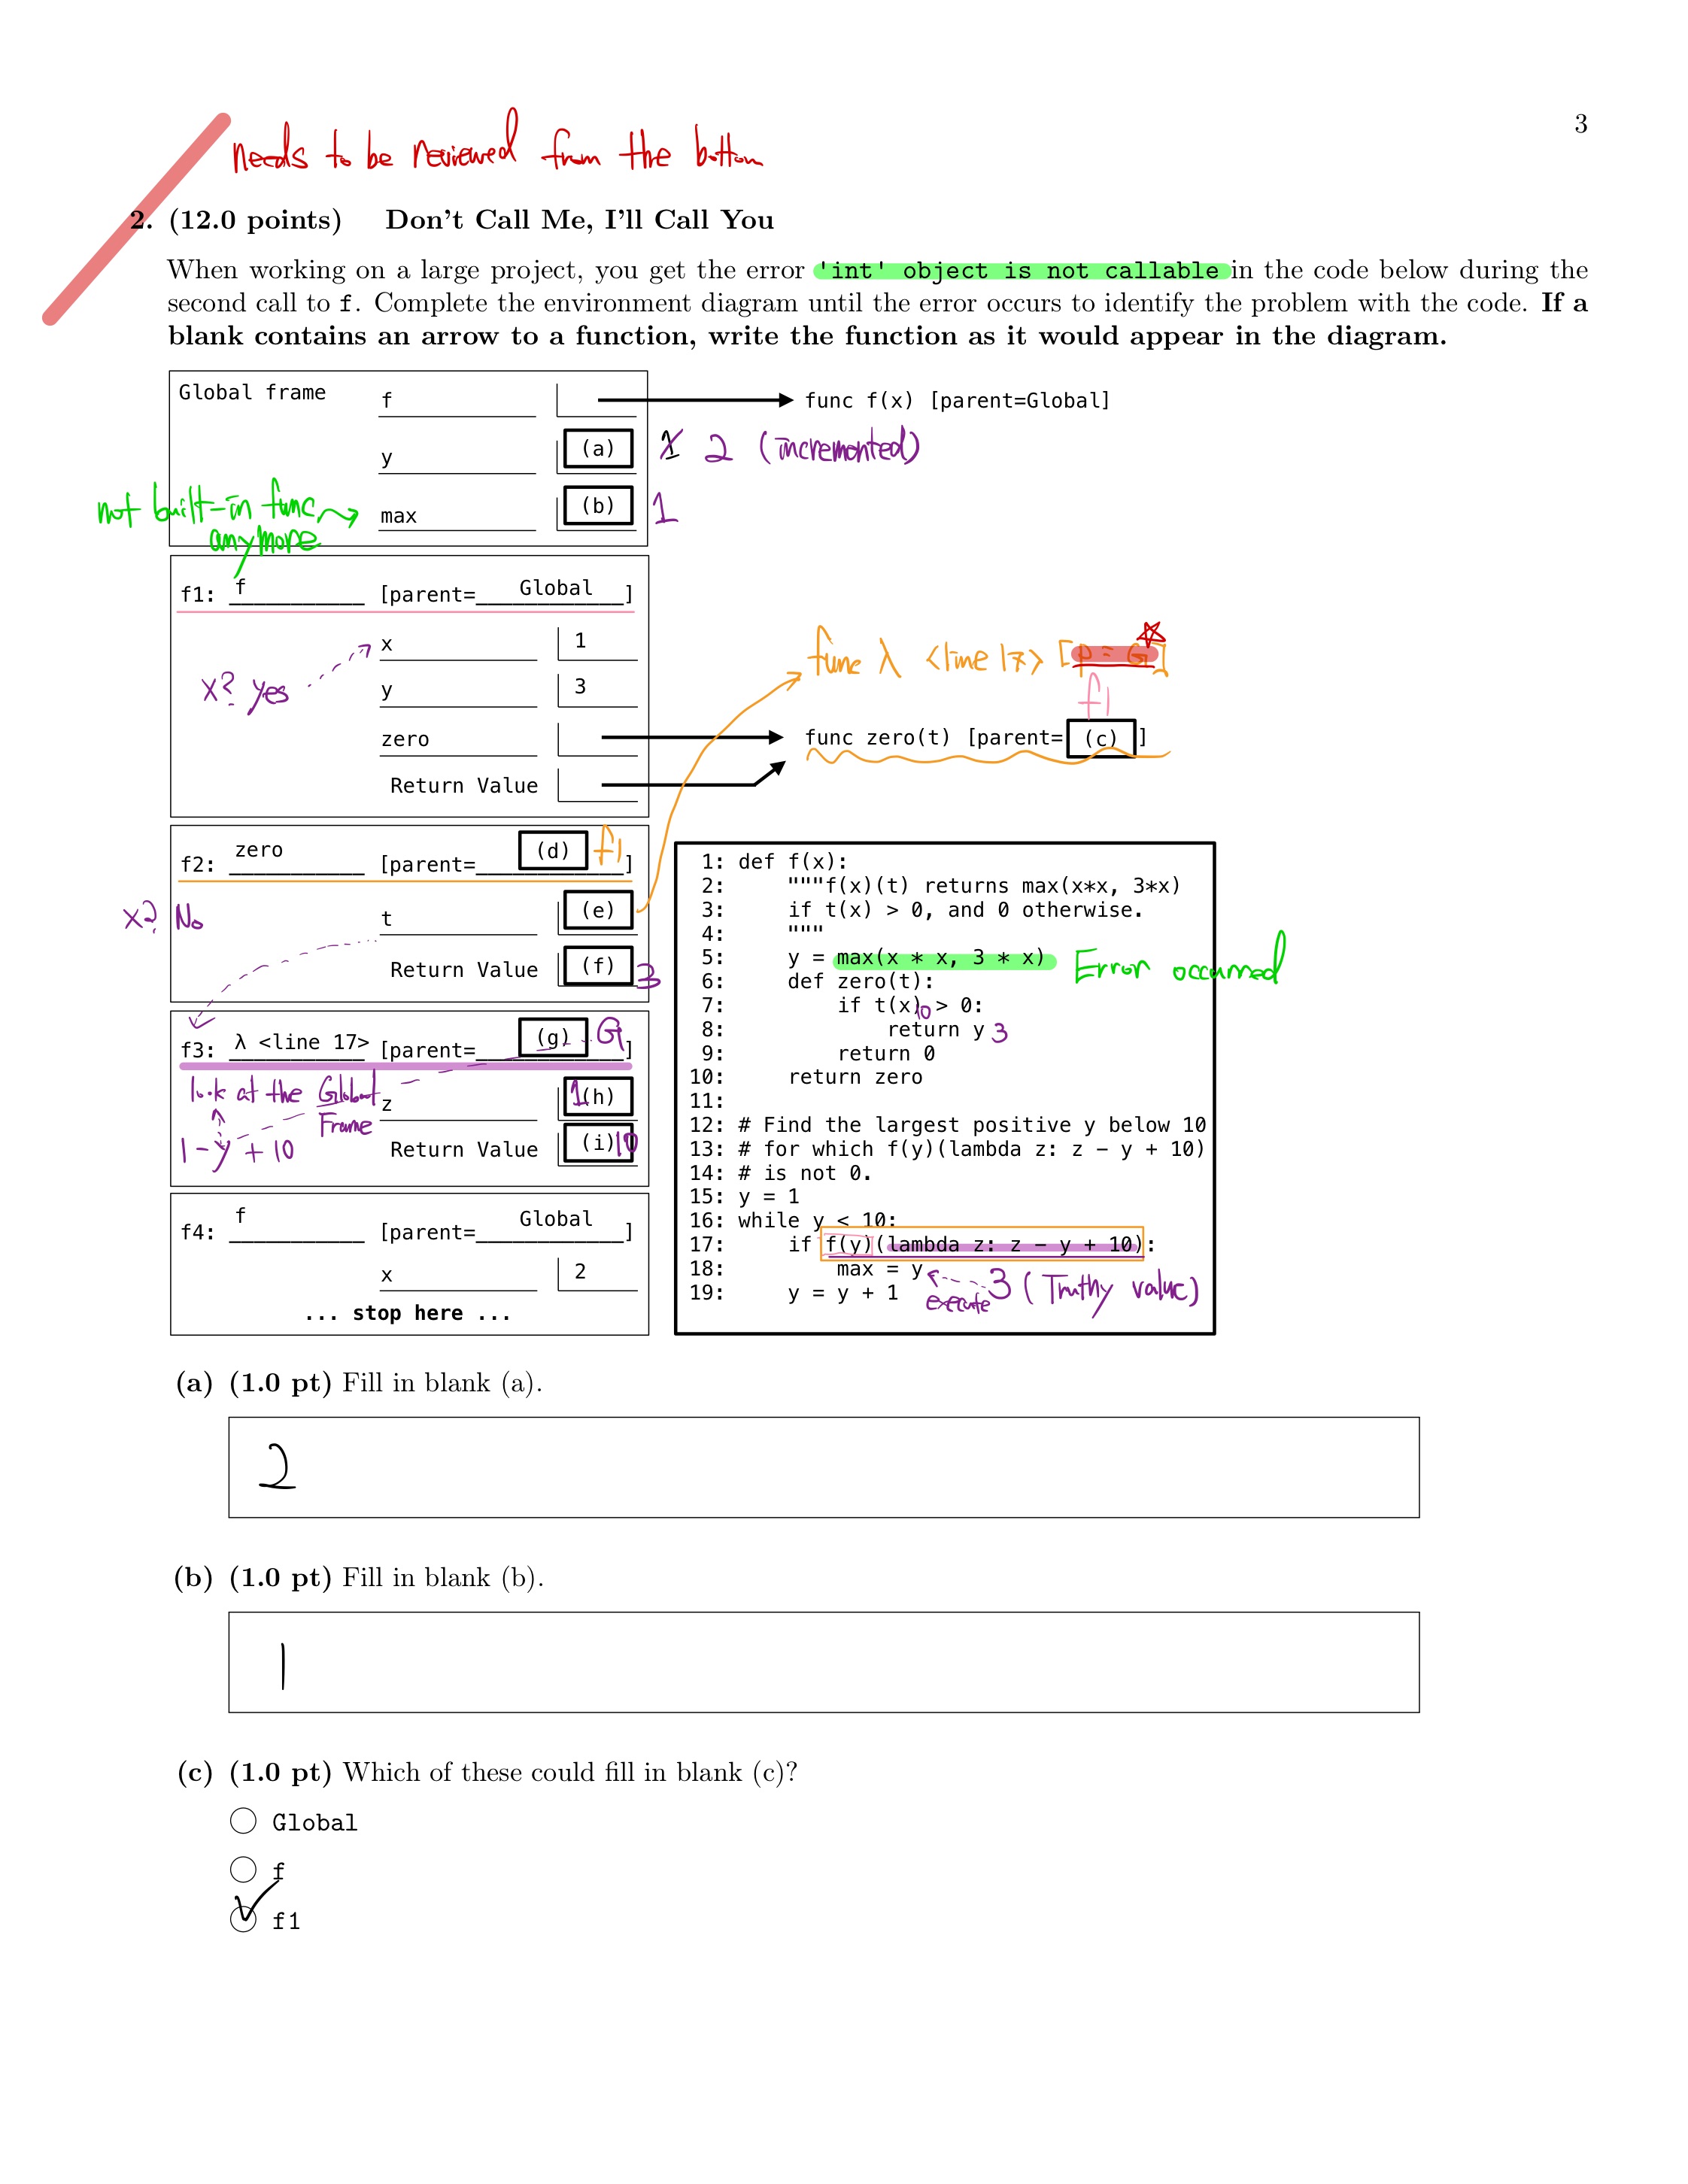 3
needs to be reviewed from the bottom
2. (12.0 points) Don't Call Me, I'll Call You
When working on a large project, you get the error 'int' object is not callable in the code below during the
second call to f. Complete the environment diagram until the error occurs to identify the problem with the code. If a
blank contains an arrow to a function, write the function as it would appear in the diagram.
Global frame
f
func f(x) [parent=Global]
y
(a)
1 2 (incremented)
not built-in func
anymore
max
(b)
1
f1: f [parent=Global]
x 1
x? yes
y 3
zero
Return Value
func λ <line 17> [p = G]
f1
func zero(t) [parent= (c) ]
f2: zero [parent= (d) ] f1
x? No
t (e)
Return Value (f) 3
f3: λ <line 17> [parent= (g) ] G
look at the Global
Frame
z 1 (h)
1 - y + 10
Return Value (i) 10
f4: f [parent=Global]
x 2
... stop here ...
1: def f(x):
2: """f(x)(t) returns max(x*x, 3*x)
3: if t(x) > 0, and 0 otherwise.
4: """
5: y = max(x * x, 3 * x) Error occurred
6: def zero(t):
7: if t(x) > 0: 10
8: return y 3
9: return 0
10: return zero
11:
12: # Find the largest positive y below 10
13: # for which f(y)(lambda z: z - y + 10)
14: # is not 0.
15: y = 1
16: while y < 10:
17: if f(y)(lambda z: z - y + 10):
18: max = y 3 (Truthy value)
execute
19: y = y + 1
(a) (1.0 pt) Fill in blank (a).
2
(b) (1.0 pt) Fill in blank (b).
1
(c) (1.0 pt) Which of these could fill in blank (c)?
Global
f
f1